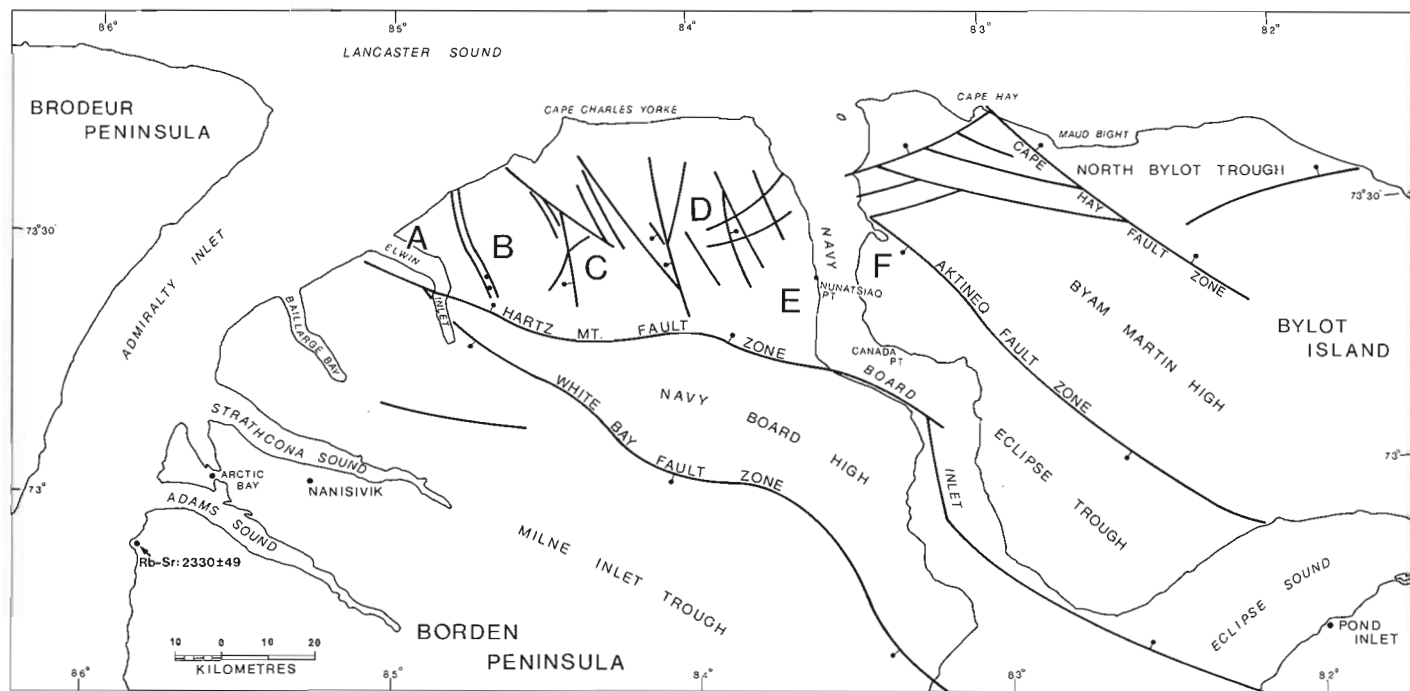 86° 85° 84° 83° 82°
LANCASTER SOUND
BRODEUR
PENINSULA
CAPE CHARLES YORKE
CAPE HAY
MAUD BIGHT
CAPE HAY FAULT ZONE
NORTH BYLOT TROUGH
73°30'
73°30'
ADMIRALTY INLET
A
B
C
D
E
F
ELWIN
INLET
NAVY BOARD INLET
NUNATSIAQ
PT
AKTINEQ FAULT ZONE
BYAM MARTIN HIGH
BYLOT
ISLAND
BAILLARGE BAY
HARTZ MT. FAULT ZONE
CANADA
PT
WHITE BAY FAULT ZONE
NAVY BOARD HIGH
ECLIPSE TROUGH
STRATHCONA SOUND
73°
73°
ARCTIC
BAY
NANISIVIK
ADAMS SOUND
Rb-Sr: 2330±49
MILNE INLET TROUGH
ECLIPSE SOUND
POND
INLET
BORDEN
PENINSULA
10 0 10 20
KILOMETRES
86° 85° 84° 83° 82°